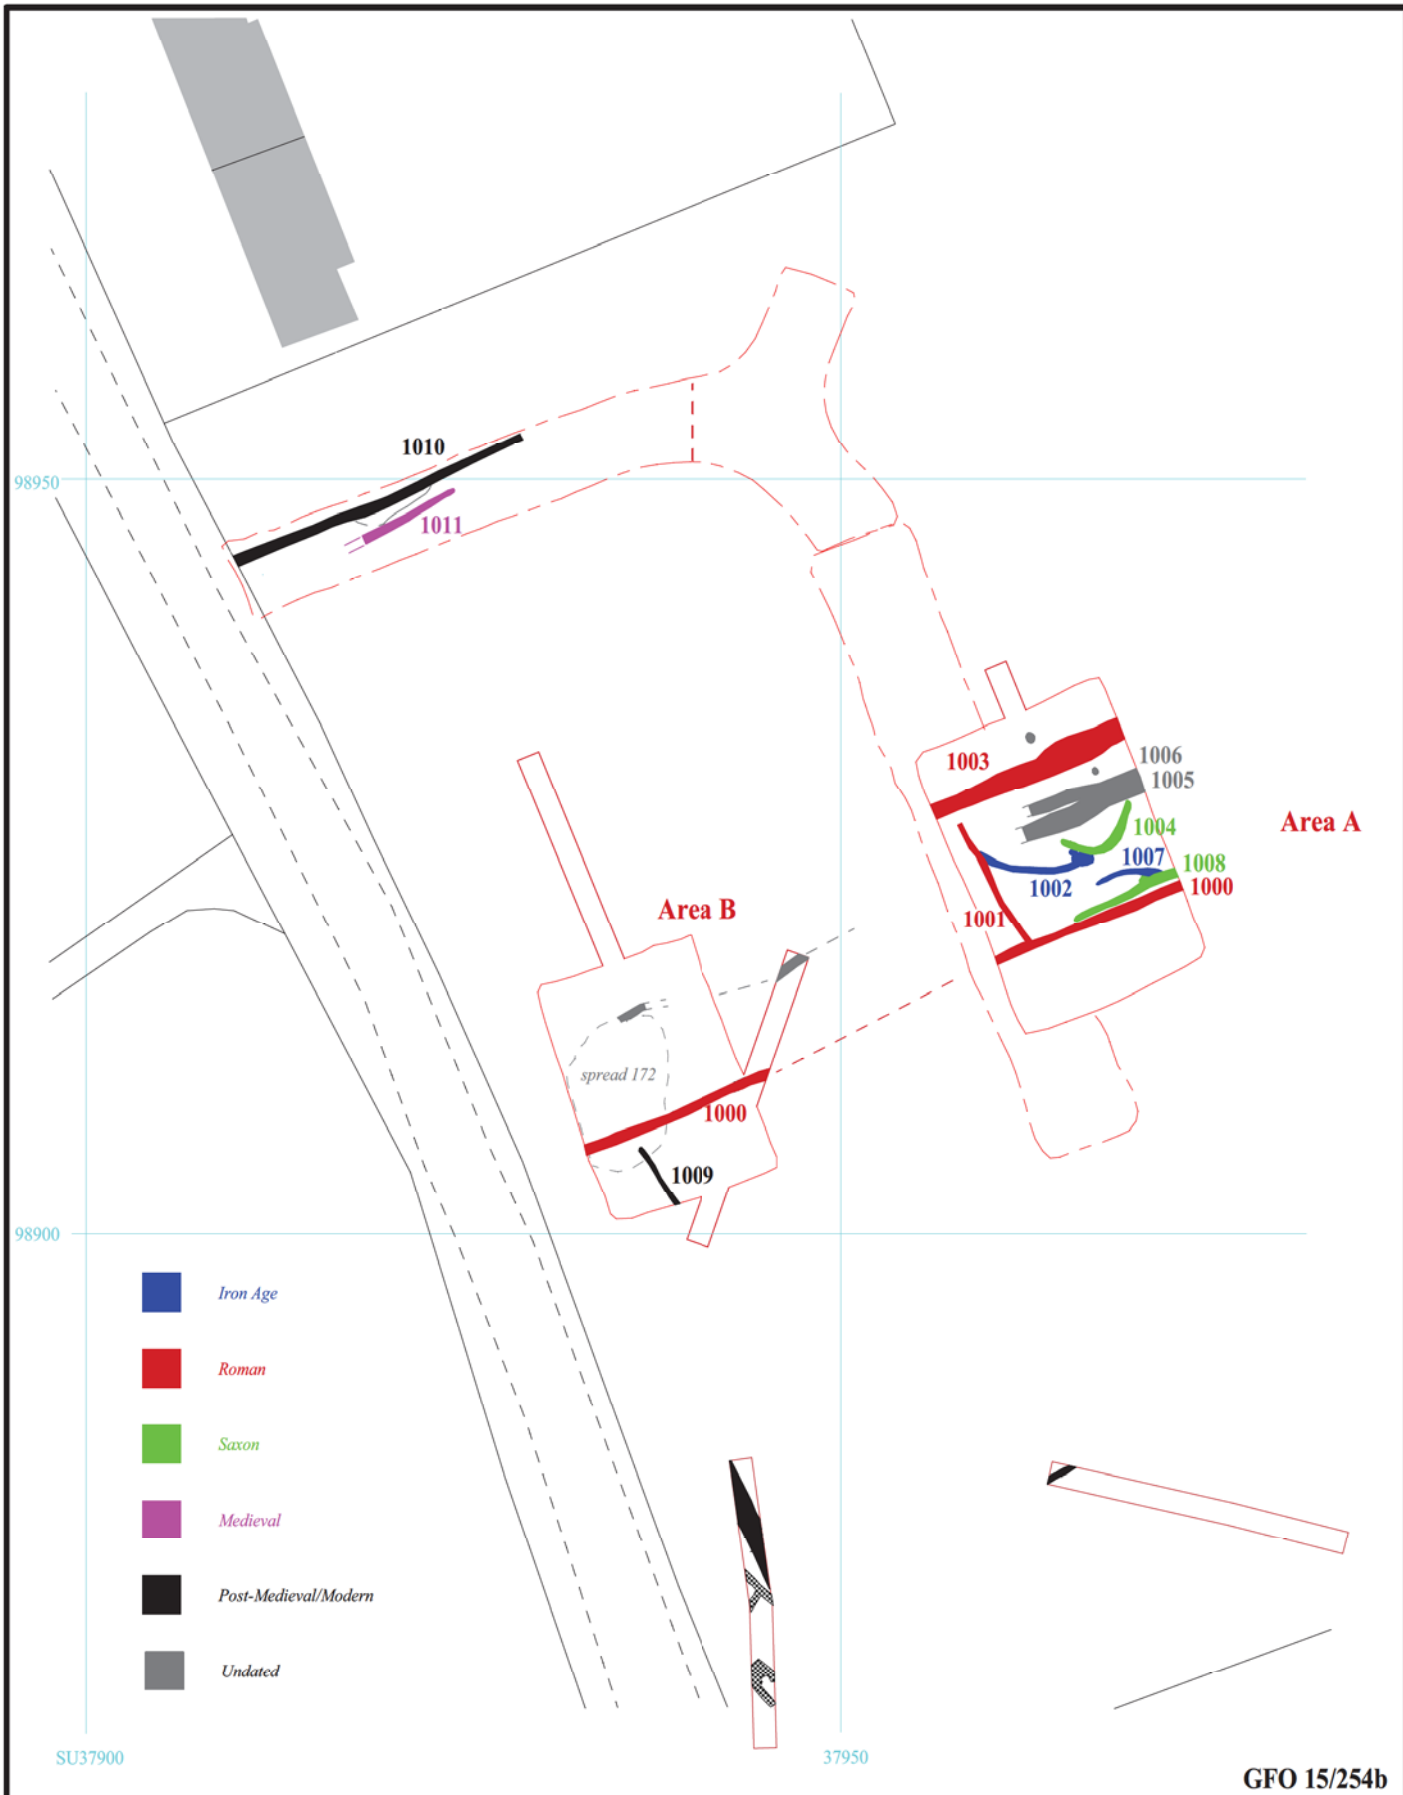 1010
98950
1011
1003
1006
1005
Area A
1004
1007
1008
1002
1000
Area B
1001
spread 172
1000
1009
98900
Iron Age
Roman
Saxon
Medieval
Post-Medieval/Modern
Undated
SU37900
37950
GFO 15/254b